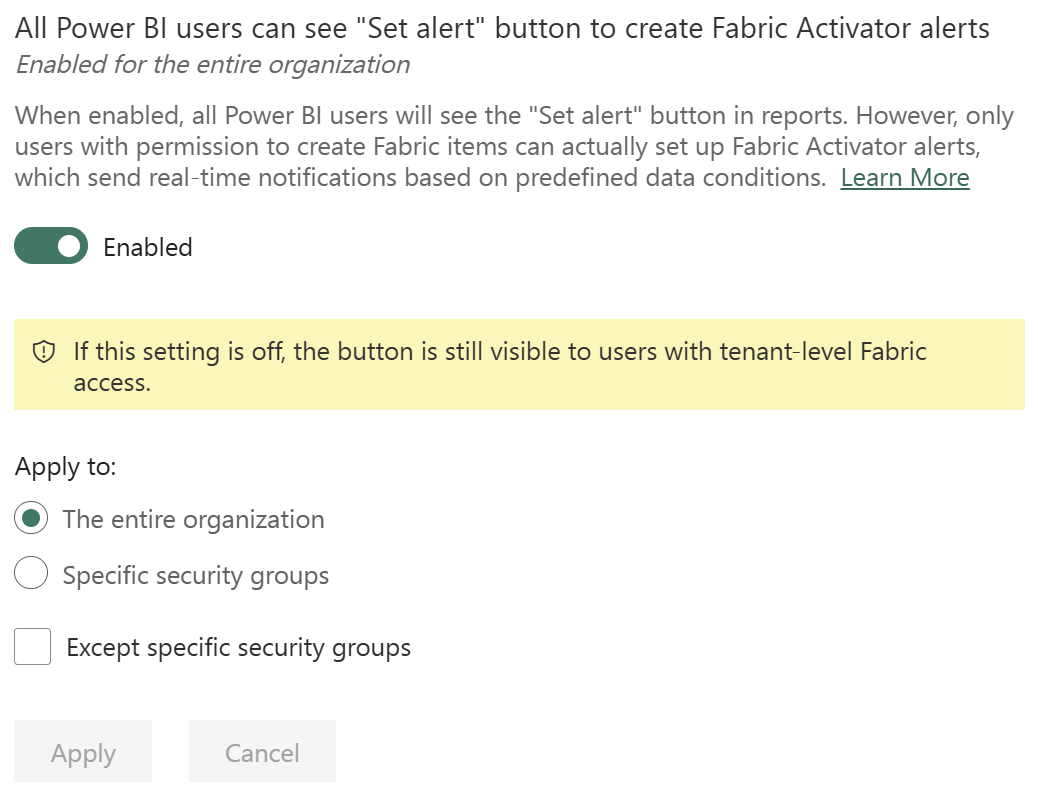 All Power BI users can see "Set alert" button to create Fabric Activator alerts
Enabled for the entire organization
When enabled, all Power BI users will see the "Set alert" button in reports. However, only
users with permission to create Fabric items can actually set up Fabric Activator alerts,
which send real-time notifications based on predefined data conditions. Learn More
Enabled
If this setting is off, the button is still visible to users with tenant-level Fabric
access.
Apply to:
The entire organization
Specific security groups
Except specific security groups
Apply Cancel